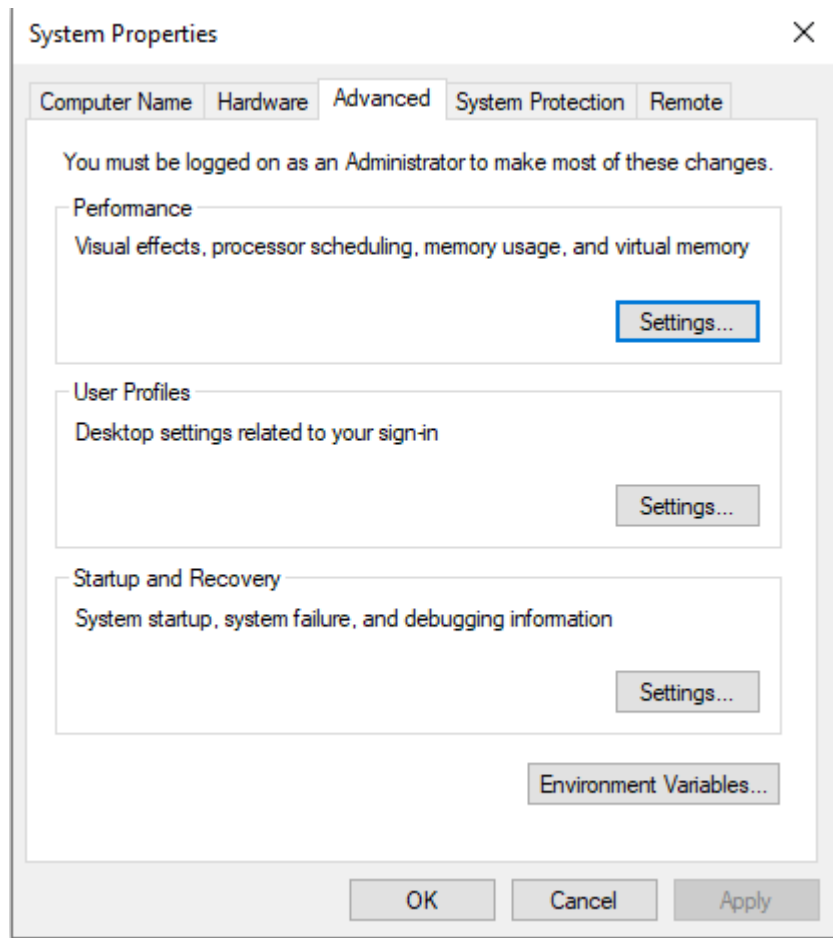 System Properties
Computer Name Hardware Advanced System Protection Remote
You must be logged on as an Administrator to make most of these changes.
Performance
Visual effects, processor scheduling, memory usage, and virtual memory
Settings...
User Profiles
Desktop settings related to your sign-in
Settings...
Startup and Recovery
System startup, system failure, and debugging information
Settings...
Environment Variables...
OK Cancel Apply